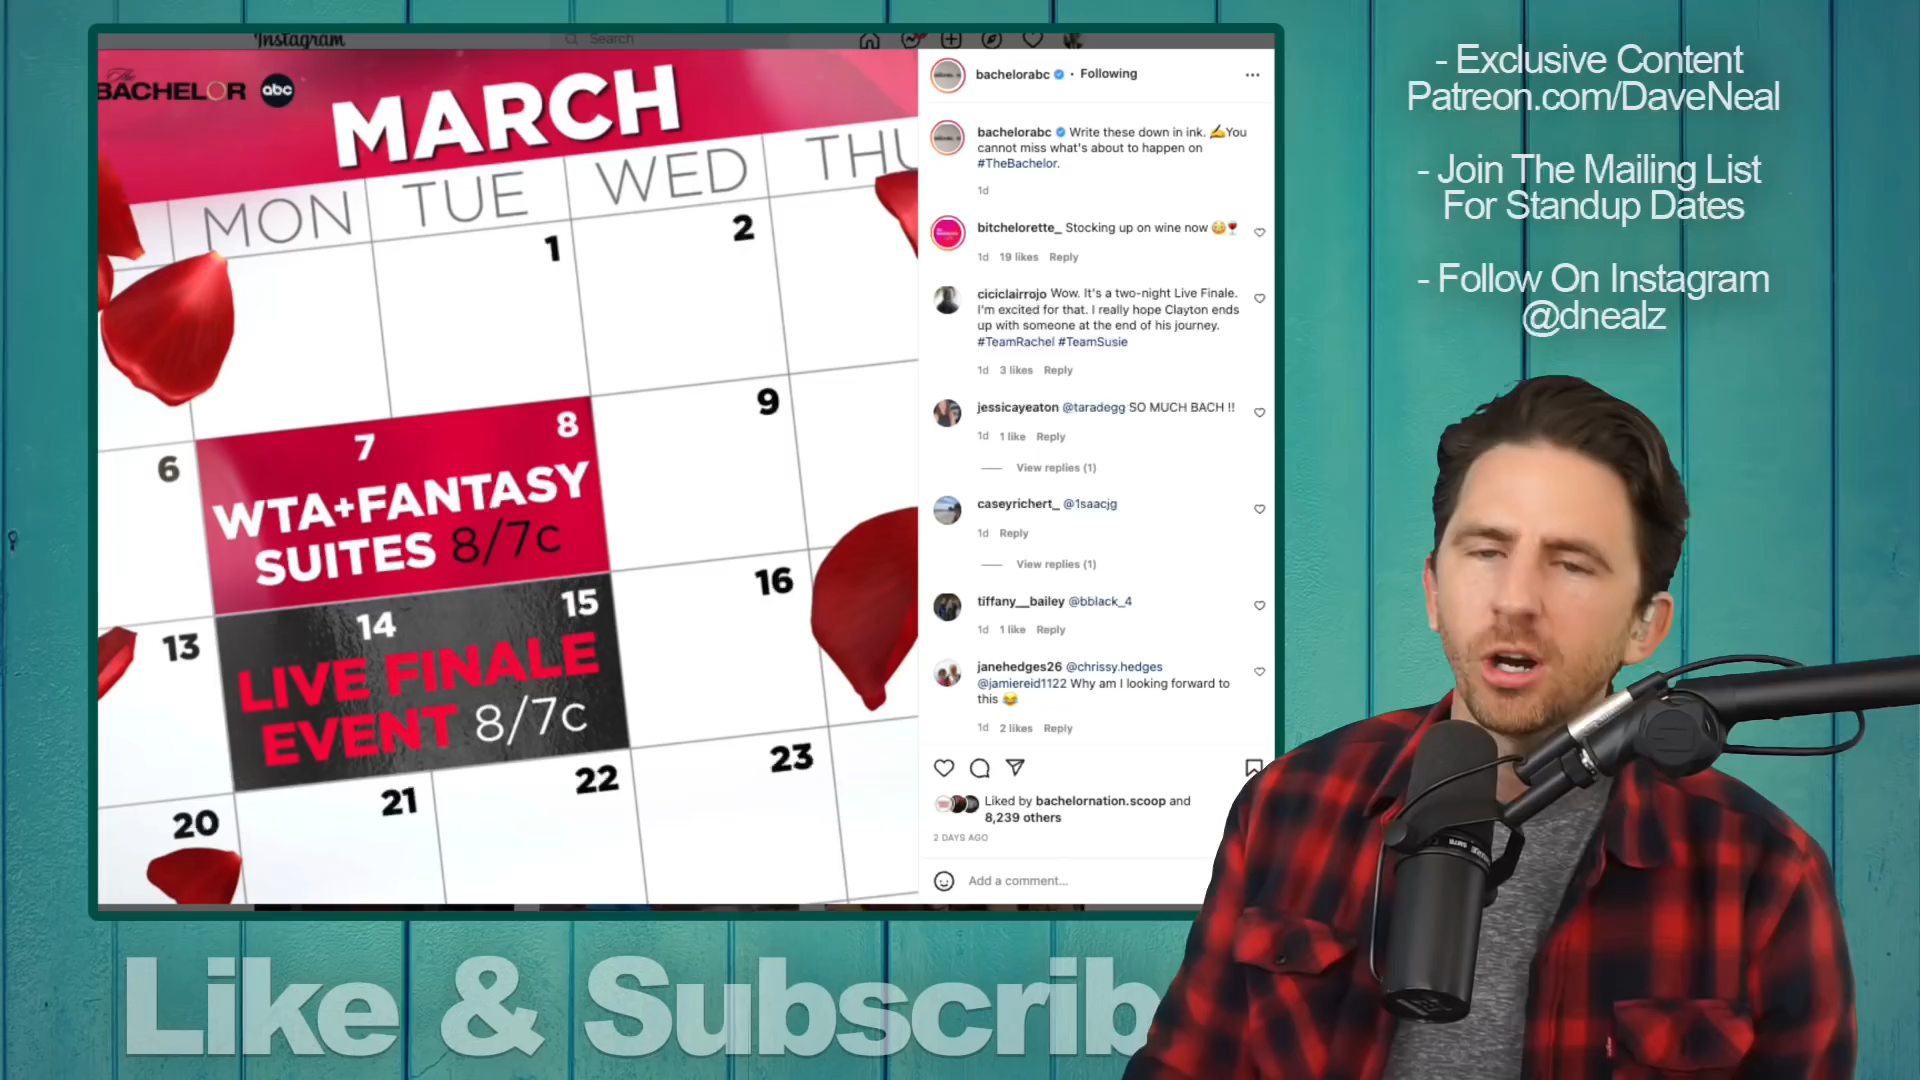 Instagram
Search
The
BACHELOR abc
MARCH
MON TUE WED THU
1 2
6 7 8 9
WTA+FANTASY
SUITES 8/7c
13 14 15 16
LIVE FINALE
EVENT 8/7c
20 21 22 23
bachelorabc • Following
bachelorabc Write these down in ink. ✍️You
cannot miss what's about to happen on
#TheBachelor.
1d
bitchelorette_ Stocking up on wine now 😳🍷
1d 19 likes Reply
ciciclairrojo Wow. It's a two-night Live Finale.
I'm excited for that. I really hope Clayton ends
up with someone at the end of his journey.
#TeamRachel #TeamSusie
1d 3 likes Reply
jessicayeaton @taradegg SO MUCH BACH !!
1d 1 like Reply
View replies (1)
caseyrichert_ @1saacjg
1d Reply
View replies (1)
tiffany__bailey @bblack_4
1d 1 like Reply
janehedges26 @chrissy.hedges
@jamiereid1122 Why am I looking forward to
this 😂
1d 2 likes Reply
Liked by bachelornation.scoop and
8,239 others
2 DAYS AGO
Add a comment...
- Exclusive Content
Patreon.com/DaveNeal
- Join The Mailing List
For Standup Dates
- Follow On Instagram
@dnealz
Like & Subscrib